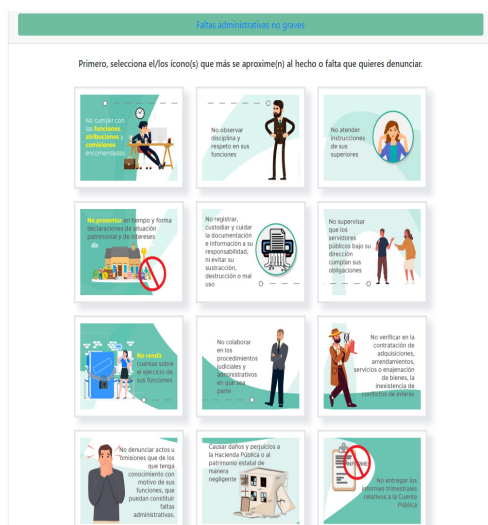 Faltas administrativas no graves
Primero, selecciona el/los ícono(s) que más se aproxime(n) al hecho o falta que quieres denunciar.
No cumplir con
las funciones,
atribuciones y
comisiones
encomendadas
No observar
disciplina y
respeto en sus
funciones
No atender
instrucciones
de sus
superiores
No presentar en tiempo y forma
declaraciones de situación
patrimonial y de intereses
No registrar,
custodiar y cuidar
la documentación
e información a su
responsabilidad,
ni evitar su
sustracción,
destrucción o mal
uso
No supervisar
que los
servidores
públicos bajo su
dirección
cumplan sus
obligaciones
No rendir
cuentas sobre
el ejercicio de
sus funciones
No colaborar
en los
procedimientos
judiciales y
administrativos
en que sea
parte
No verificar en la
contratación de
adquisiciones,
arrendamientos,
servicios o enajenación
de bienes, la
inexistencia de
conflictos de interés
No denunciar actos u
omisiones que de los
que tenga
conocimiento con
motivo de sus
funciones, que
puedan constituir
faltas
administrativas.
Causar daños y perjuicios a
la Hacienda Pública o al
patrimonio estatal de
manera
negligente
No entregar los
informes trimestrales
relativos a la Cuenta
Pública